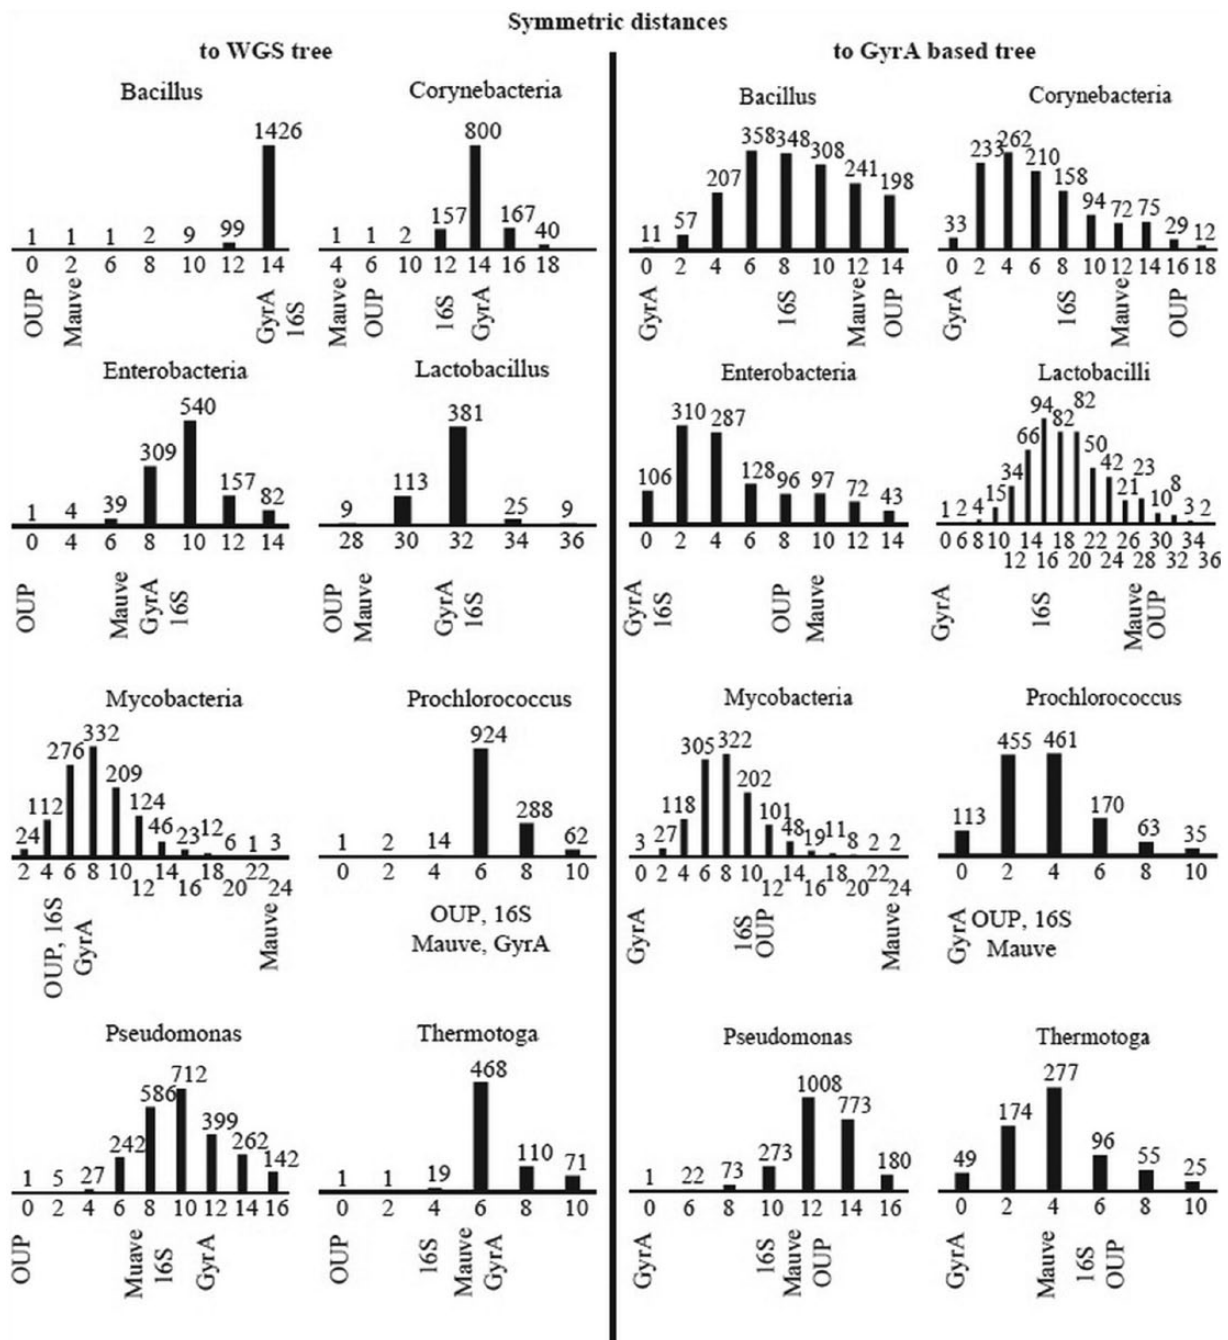 Symmetric distances
to WGS tree
to GyrA based tree
Bacillus
1426
1 1 1 2 9 99
0 2 6 8 10 12 14
OUP Mauve GyrA 16S
Corynebacteria
800
1 1 2 157 167 40
4 6 10 12 14 16 18
Mauve OUP 16S GyrA
Bacillus
11 57 207 358 348 308 241 198
0 2 4 6 8 10 12 14
GyrA 16S Mauve OUP
Corynebacteria
33 233 262 210 158 94 72 75 29 12
0 2 4 6 8 10 12 14 16 18
GyrA 16S Mauve OUP
Enterobacteria
1 4 39 309 540 157 82
0 4 6 8 10 12 14
OUP Mauve GyrA 16S
Lactobacillus
9 113 381 25 9
28 30 32 34 36
OUP Mauve GyrA 16S
Enterobacteria
106 310 287 128 96 97 72 43
0 2 4 6 8 10 12 14
GyrA 16S OUP Mauve
Lactobacilli
1 2 4 15 34 66 94 82 82 50 42 21 23 10 8 3 2
0 6 8 10 12 14 16 18 20 22 24 26 28 30 32 34 36
GyrA 16S Mauve OUP
Mycobacteria
24 112 276 332 209 124 46 23 12 6 1 3
2 4 6 8 10 12 14 16 18 20 22 24
OUP, 16S GyrA Mauve
Prochlorococcus
1 2 14 924 288 62
0 2 4 6 8 10
OUP, 16S
Mauve, GyrA
Mycobacteria
3 27 118 305 322 202 101 48 19 11 8 2 2
0 2 4 6 8 10 12 14 16 18 20 22 24
GyrA 16S OUP Mauve
Prochlorococcus
113 455 461 170 63 35
0 2 4 6 8 10
GyrA OUP, 16S
Mauve
Pseudomonas
1 5 27 242 586 712 399 262 142
0 2 4 6 8 10 12 14 16
OUP Muave 16S GyrA
Thermotoga
1 1 19 468 110 71
0 2 4 6 8 10
OUP 16S Mauve GyrA
Pseudomonas
1 22 73 273 1008 773 180
0 6 8 10 12 14 16
GyrA 16S Mauve OUP
Thermotoga
49 174 277 96 55 25
0 2 4 6 8 10
GyrA Mauve 16S OUP